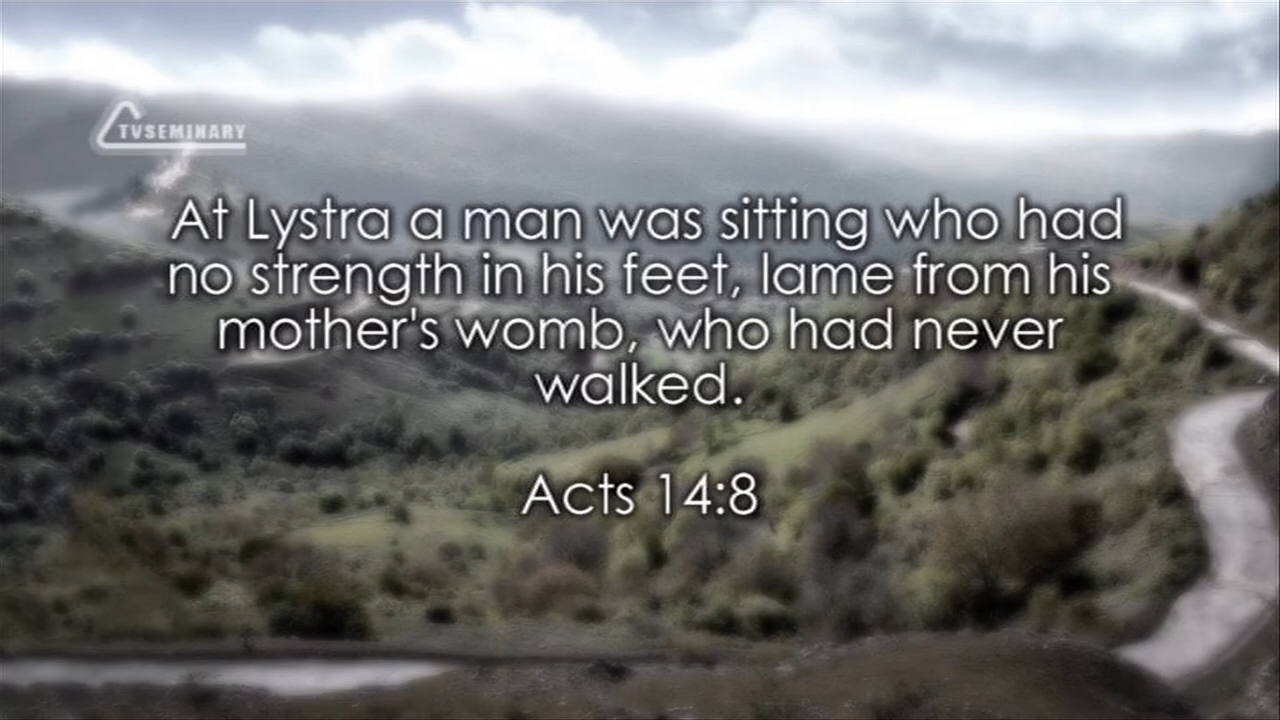 TVSEMINARY
At Lystra a man was sitting who had
no strength in his feet, lame from his
mother's womb, who had never
walked.
Acts 14:8